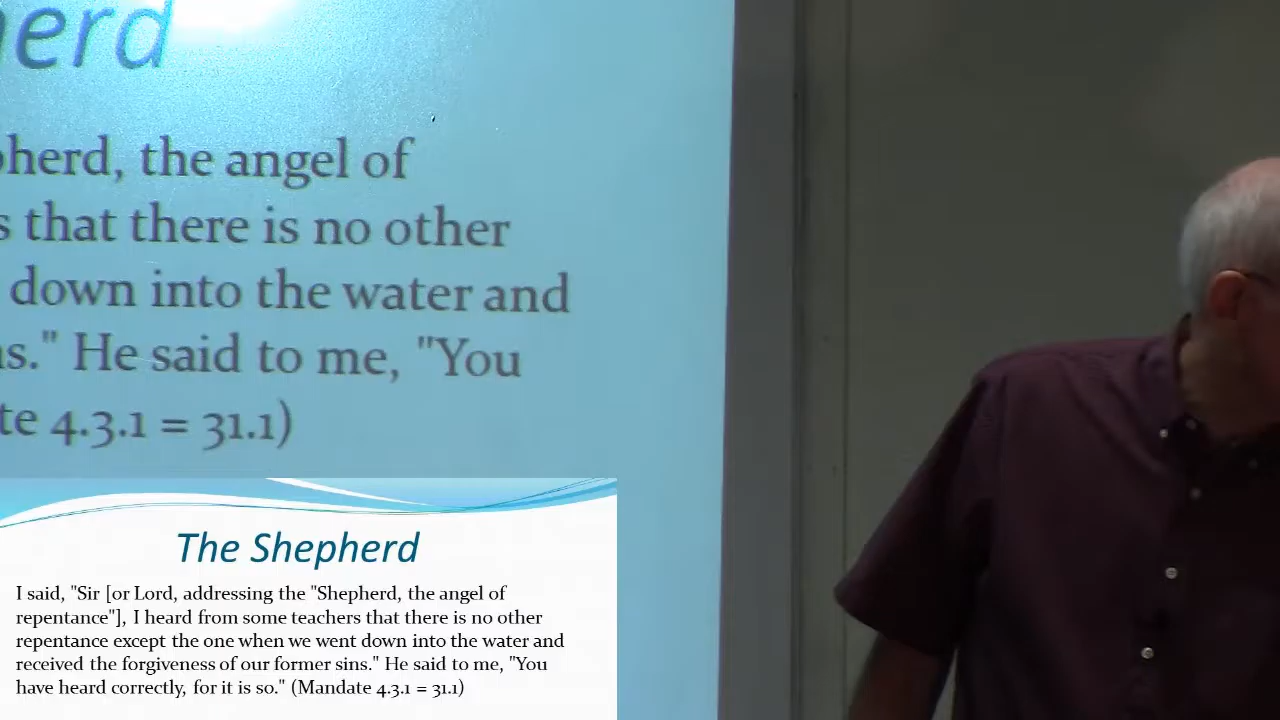 herd
pherd, the angel of
s that there is no other
down into the water and
ns." He said to me, "You
te 4.3.1 = 31.1)
The Shepherd
I said, "Sir [or Lord, addressing the "Shepherd, the angel of
repentance"], I heard from some teachers that there is no other
repentance except the one when we went down into the water and
received the forgiveness of our former sins." He said to me, "You
have heard correctly, for it is so." (Mandate 4.3.1 = 31.1)